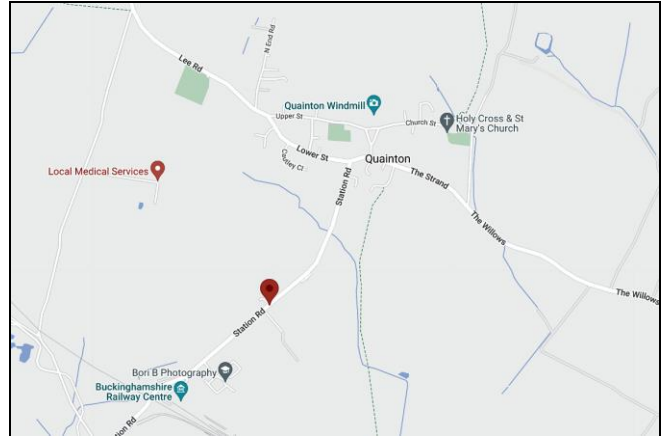 N End Rd
Lee Rd
Quainton Windmill
Upper St
Church St
Holy Cross & St
Mary's Church
Lower St
Cautley Cl
Quainton
Local Medical Services
Station Rd
The Strand
The Willows
The Willows
Station Rd
Bori B Photography
Buckinghamshire
Railway Centre
on Rd